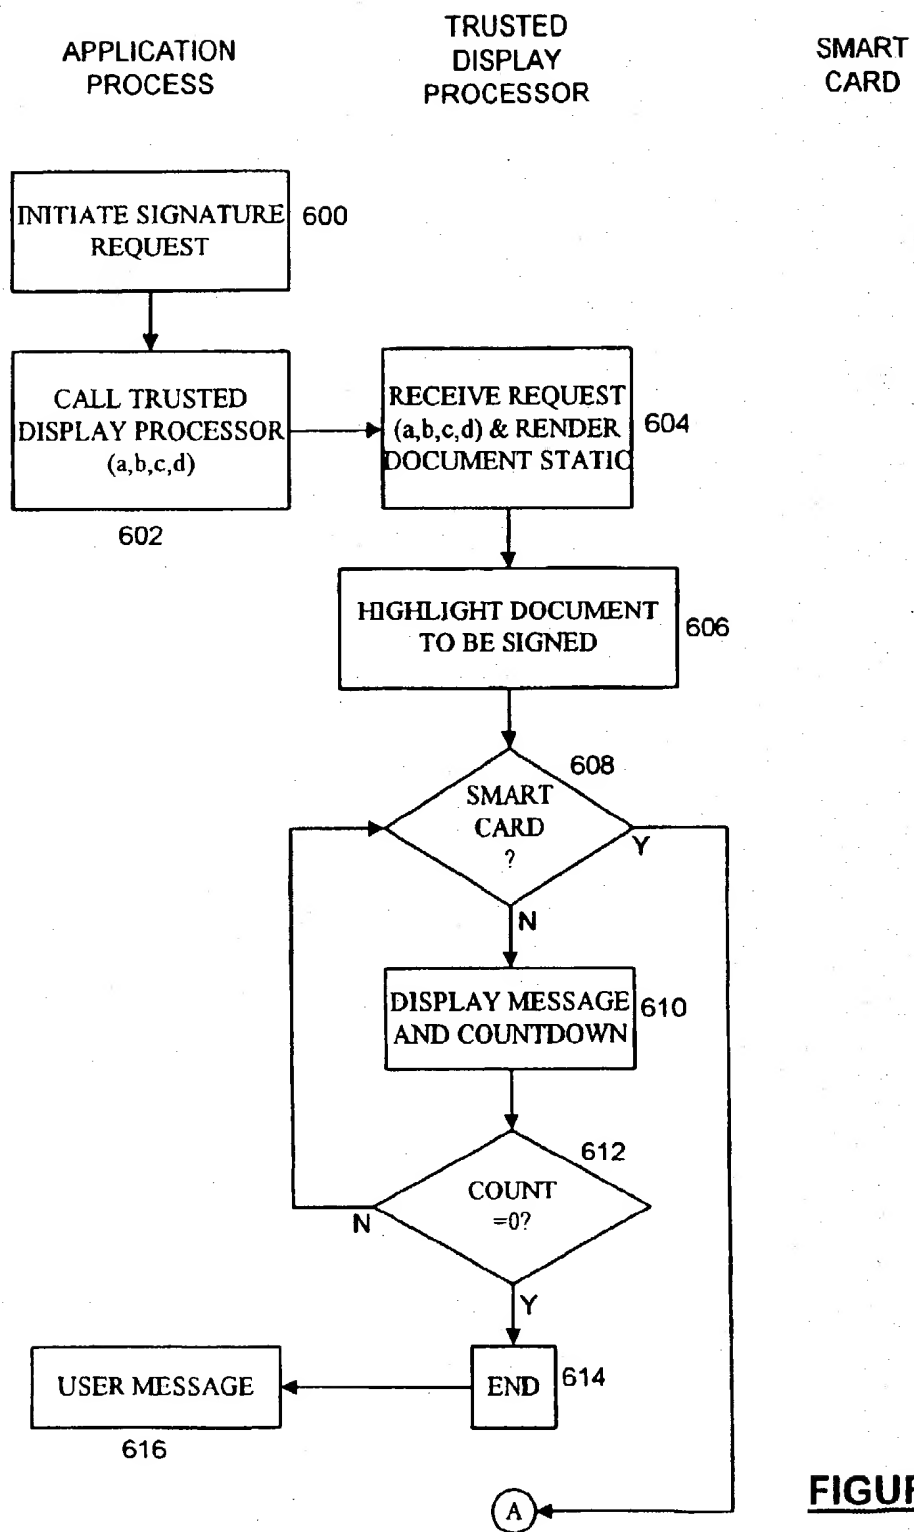 APPLICATION
PROCESS
TRUSTED
DISPLAY
PROCESSOR
SMART
CARD
INITIATE SIGNATURE
REQUEST
600
CALL TRUSTED
DISPLAY PROCESSOR
(a,b,c,d)
602
RECEIVE REQUEST
(a,b,c,d) & RENDER
DOCUMENT STATIC
604
HIGHLIGHT DOCUMENT
TO BE SIGNED
606
608
SMART
CARD
?
Y
N
DISPLAY MESSAGE
AND COUNTDOWN
610
612
COUNT
=0?
N
Y
END
614
USER MESSAGE
616
A